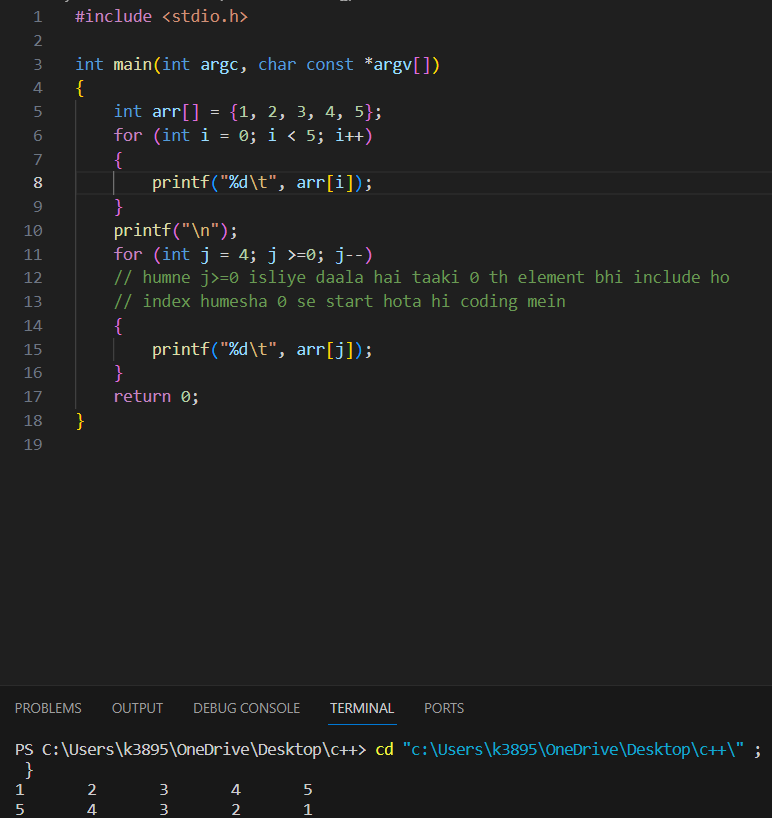 1 #include <stdio.h>
2
3 int main(int argc, char const *argv[])
4 {
5 int arr[] = {1, 2, 3, 4, 5};
6 for (int i = 0; i < 5; i++)
7 {
8 printf("%d\t", arr[i]);
9 }
10 printf("\n");
11 for (int j = 4; j >=0; j--)
12 // humne j>=0 isliye daala hai taaki 0 th element bhi include ho
13 // index humesha 0 se start hota hi coding mein
14 {
15 printf("%d\t", arr[j]);
16 }
17 return 0;
18 }
19
PROBLEMS OUTPUT DEBUG CONSOLE TERMINAL PORTS
PS C:\Users\k3895\OneDrive\Desktop\c++> cd "c:\Users\k3895\OneDrive\Desktop\c++\" ;
}
1 2 3 4 5
5 4 3 2 1